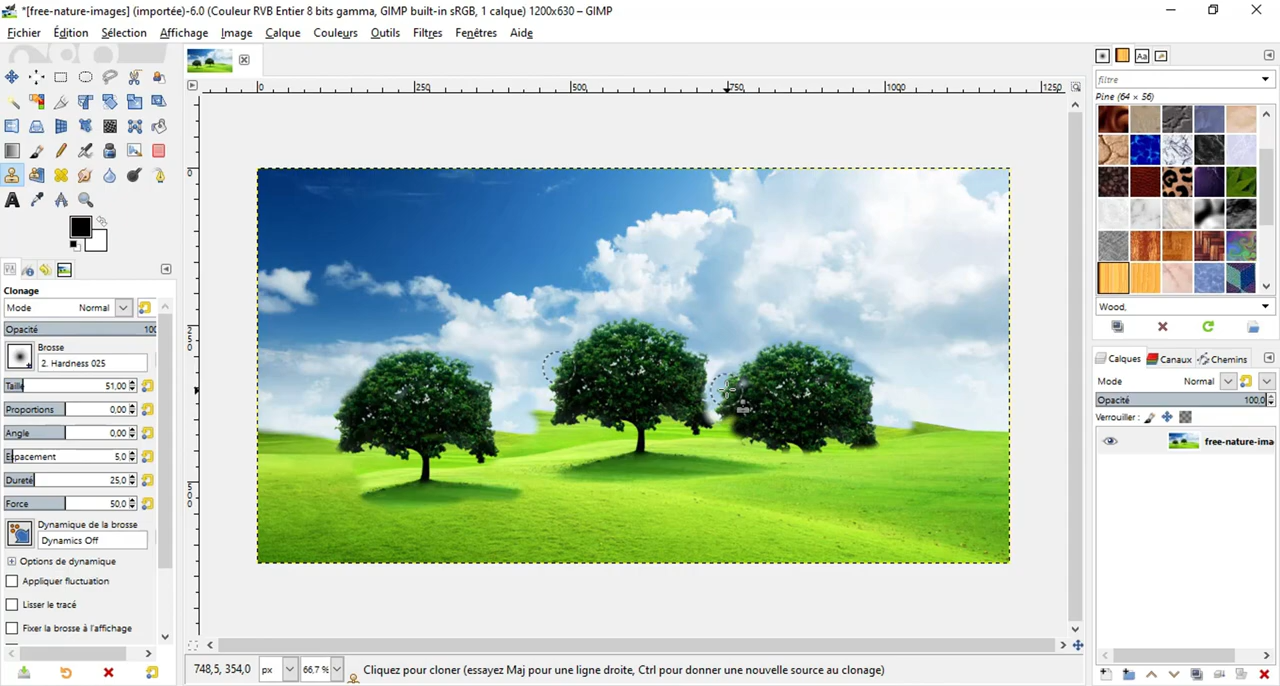 *[free-nature-images] (importée)-6.0 (Couleur RVB Entier 8 bits gamma, GIMP built-in sRGB, 1 calque) 1200x630 – GIMP
Fichier Édition Sélection Affichage Image Calque Couleurs Outils Filtres Fenêtres Aide
0 250 500 750 1000 1250
0
250
500
Clonage
Mode Normal
Opacité 100
Brosse
2. Hardness 025
Taille 51,00
Proportions 0,00
Angle 0,00
Espacement 5,0
Dureté 25,0
Force 50,0
Dynamique de la brosse
Dynamics Off
Options de dynamique
Appliquer fluctuation
Lisser le tracé
Fixer la brosse à l'affichage
748,5, 354,0 px 66,7 % Cliquez pour cloner (essayez Maj pour une ligne droite, Ctrl pour donner une nouvelle source au clonage)
filtre
Pine (64 × 56)
Wood,
Calques Canaux Chemins
Mode Normal
Opacité 100,0
Verrouiller :
free-nature-ima